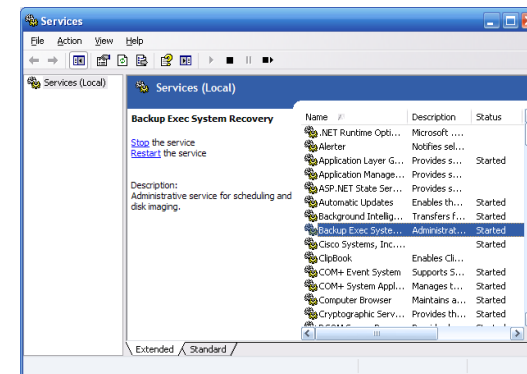 Services
File Action View Help
Services (Local)
Services (Local)
Backup Exec System Recovery
Stop the service
Restart the service
Description:
Administrative service for scheduling and
disk imaging.
Name Description Status
.NET Runtime Opti... Microsoft ....
Alerter Notifies sel...
Application Layer G... Provides s... Started
Application Manage... Provides s...
ASP.NET State Ser... Provides s...
Automatic Updates Enables th... Started
Background Intellig... Transfers f... Started
Backup Exec Syste... Administrat... Started
Cisco Systems, Inc.... Started
ClipBook Enables Cli...
COM+ Event System Supports S... Started
COM+ System Appl... Manages t... Started
Computer Browser Maintains a... Started
Cryptographic Serv... Provides th... Started
Extended Standard